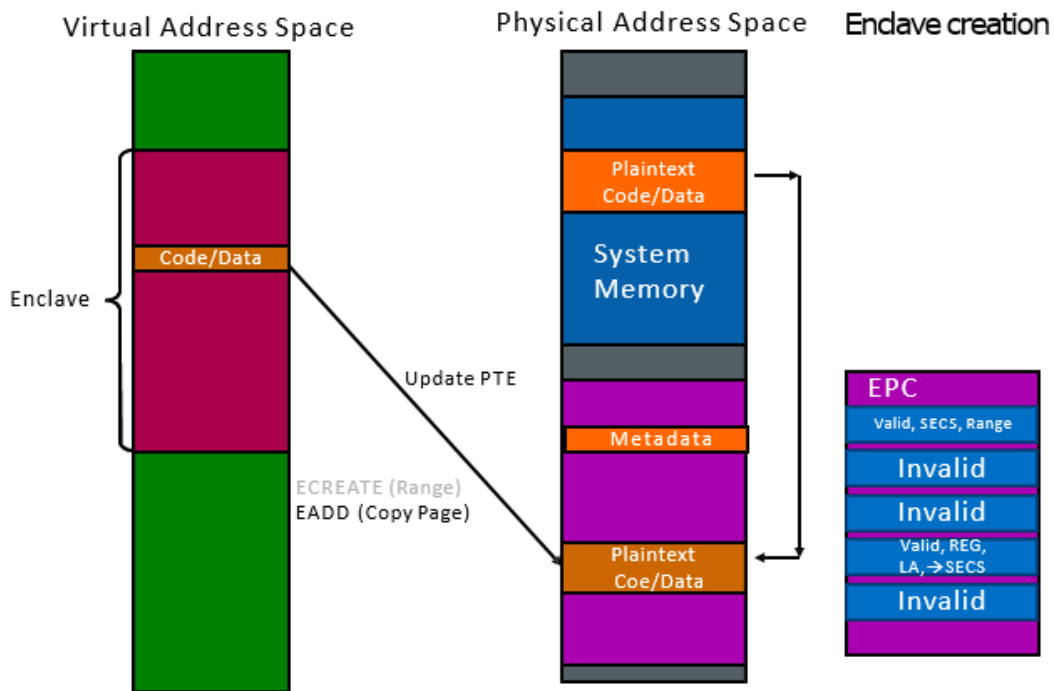 Virtual Address Space
Physical Address Space
Enclave creation
Plaintext
Code/Data
Code/Data
System
Memory
Enclave
Update PTE
EPC
Valid, SECS, Range
Metadata
Invalid
ECREATE (Range)
EADD (Copy Page)
Invalid
Plaintext
Coe/Data
Valid, REG,
LA,→SECS
Invalid